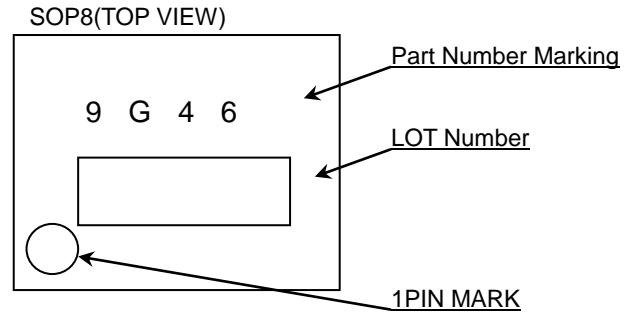 SOP8(TOP VIEW)
Part Number Marking
9 G 4 6
LOT Number
1PIN MARK